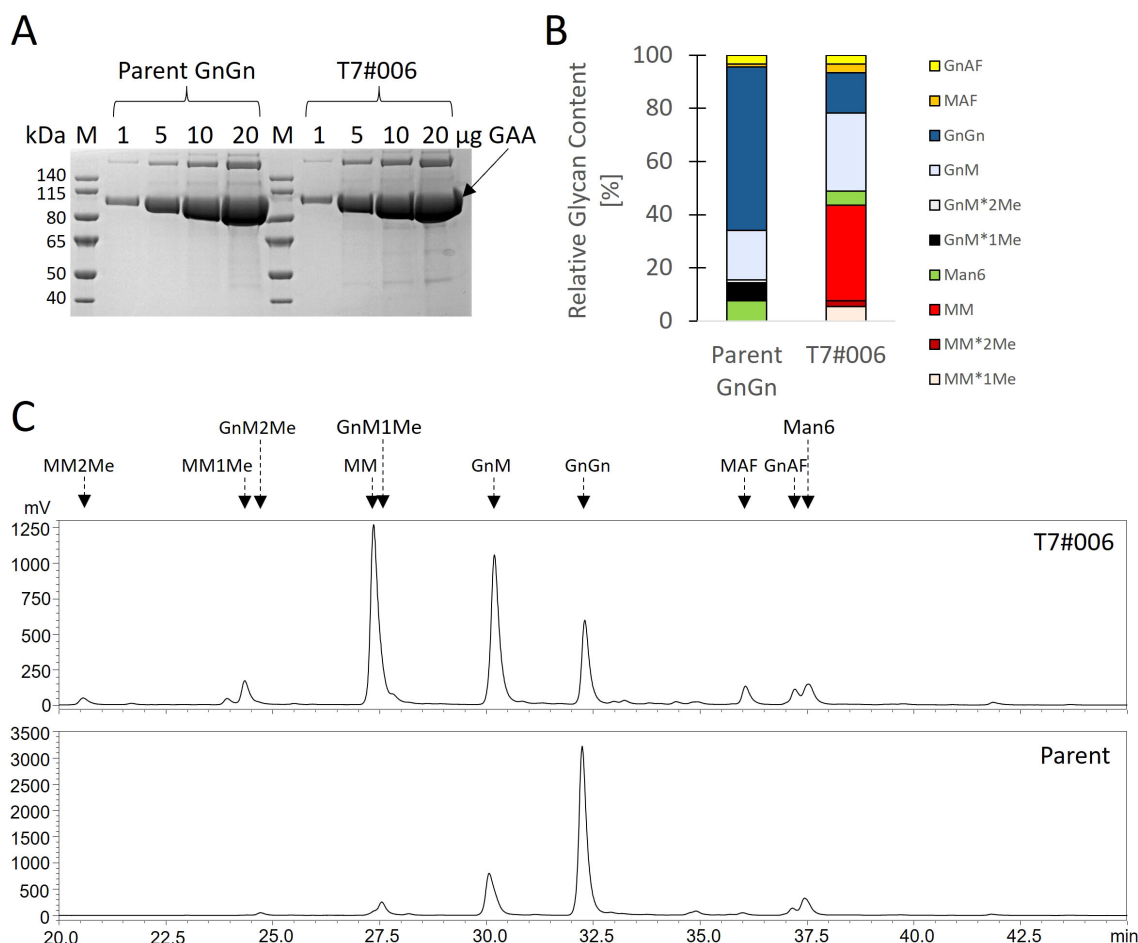 A
Parent GnGn T7#006
kDa M 1 5 10 20 M 1 5 10 20 µg GAA
140
115
80
65
50
40
B
Relative Glycan Content
[%]
100
80
60
40
20
0
Parent
GnGn
T7#006
GnAF
MAF
GnGn
GnM
GnM*2Me
GnM*1Me
Man6
MM
MM*2Me
MM*1Me
C
GnM2Me GnM1Me Man6
MM2Me MM1Me MM GnM GnGn MAF GnAF
mV
1250
1000
750
500
250
0
T7#006
3500
3000
2500
2000
1500
1000
500
0
Parent
20.0 22.5 25.0 27.5 30.0 32.5 35.0 37.5 40.0 42.5 min